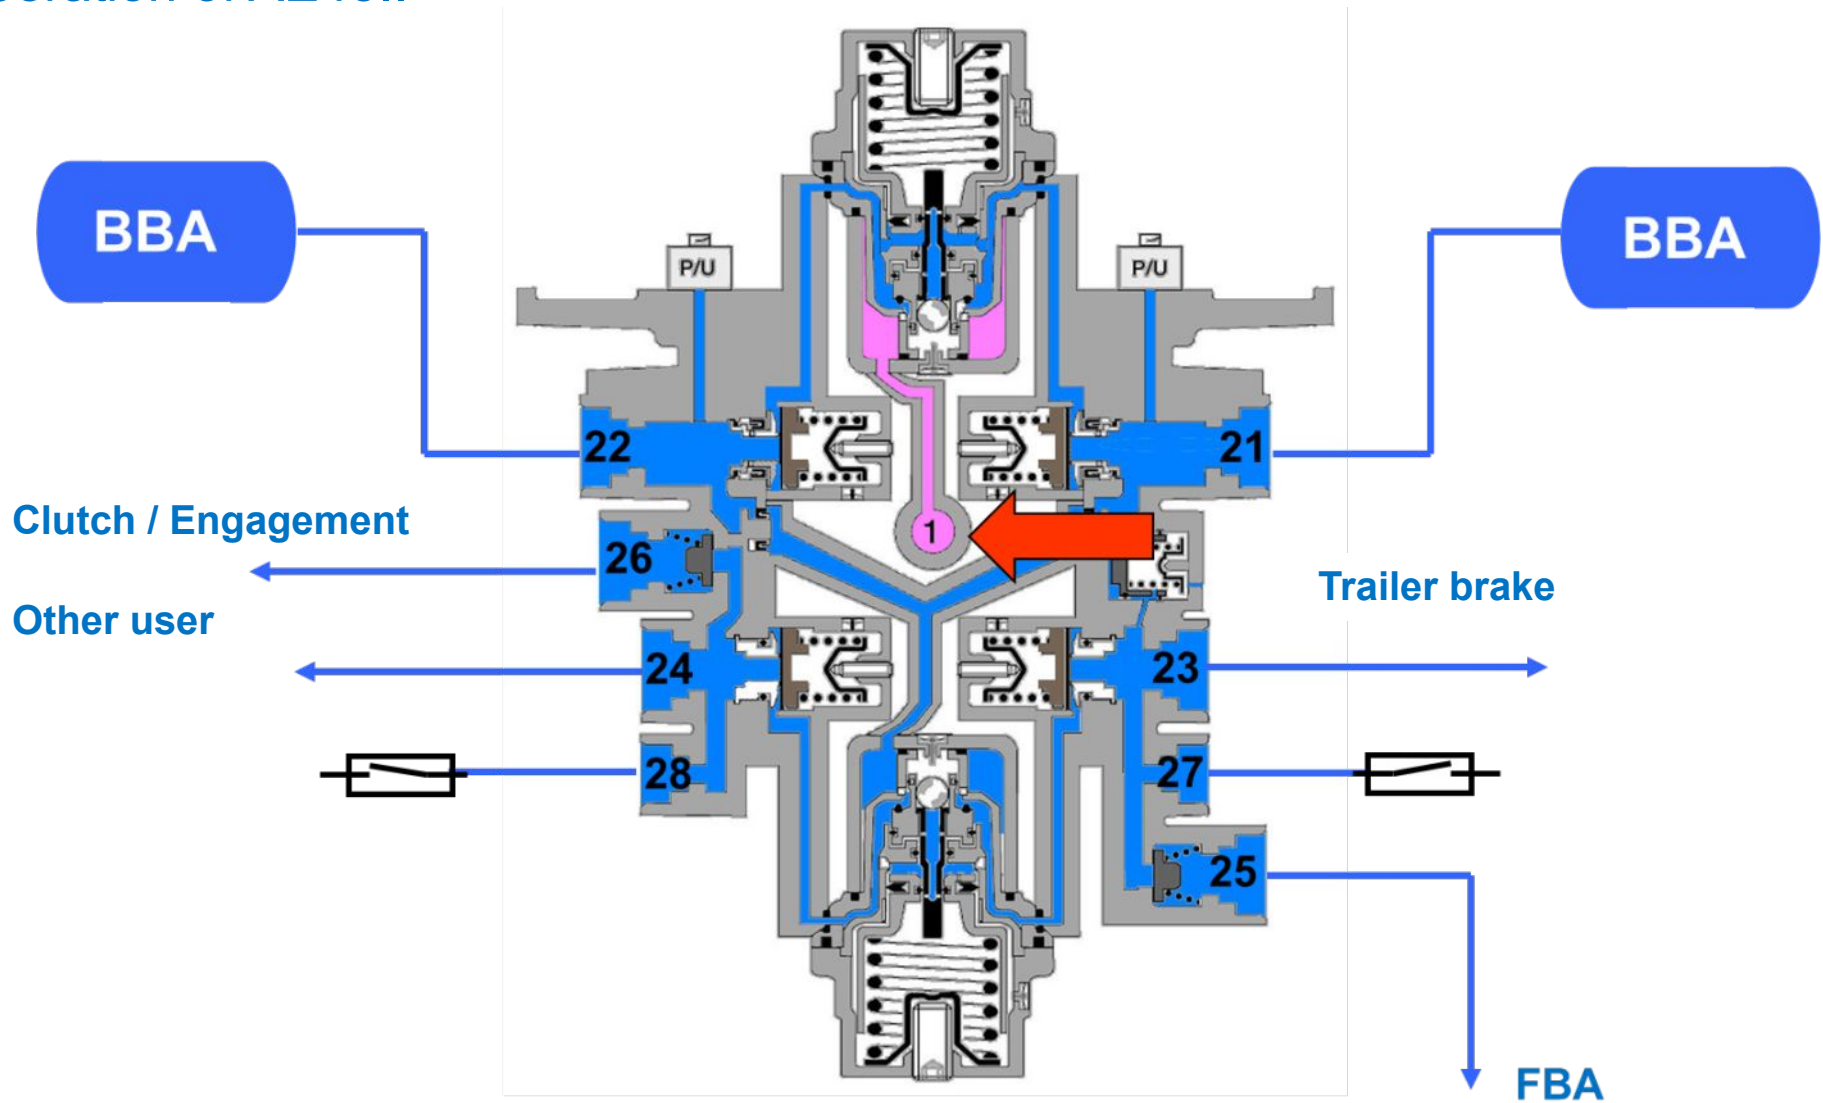 BBA
BBA
P/U
P/U
22
21
Clutch / Engagement
1
26
Trailer brake
Other user
24
23
28
27
25
FBA